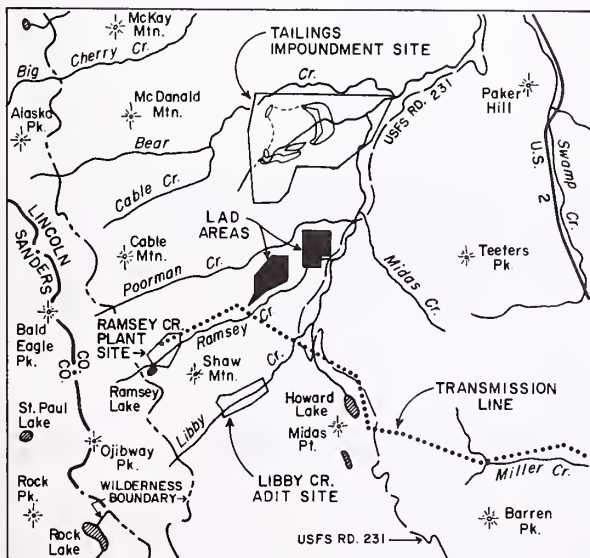 McKay
Mtn.
Big Cherry Cr.
TAILINGS
IMPOUNDMENT SITE
Cr.
McDanald
Mtn.
Alaska
Pk.
Bear
USFS RD. 231
Paker
Hill
U.S.
2
Swamp Cr.
Cable Cr.
LINCOLN
SANDERS
CO.
CO.
Cable
Mtn.
LAD
AREAS
Poorman Cr.
Midas Cr.
Teeters
Pk.
Bald
Eagle
Pk.
RAMSEY CR.
PLANT
SITE
Ramsey Cr.
Shaw
Mtn.
Ramsey
Lake
St. Paul
Lake
Libby Cr.
Howard
Lake
Midas
Pt.
TRANSMISSION
LINE
Ojibway
Pk.
LIBBY CR.
ADIT SITE
Miller Cr.
Rock
Pk.
WILDERNESS
BOUNDARY
Rock
Lake
USFS RD. 231
Barren
Pk.